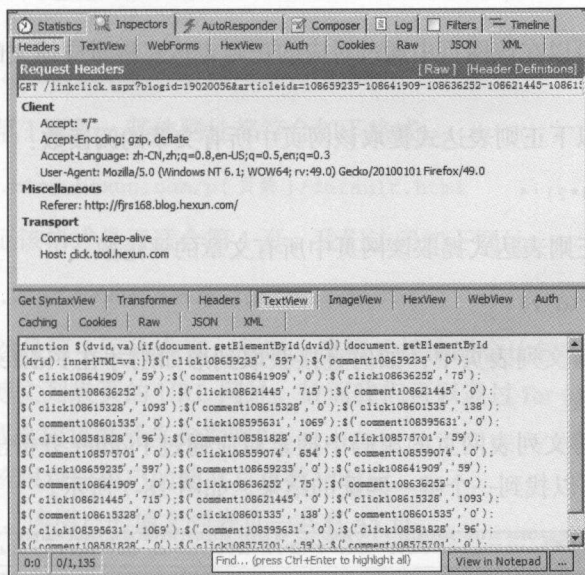 Statistics Inspectors AutoResponder Composer Log Filters Timeline
Headers TextView WebForms HexView Auth Cookies Raw JSON XML
Request Headers [ Raw ] [Header Definitions]
GET /linkclick.aspx?blogid=19020056&articleids=108659235-108641909-108636252-108621445-10861
Client
Accept: */*
Accept-Encoding: gzip, deflate
Accept-Language: zh-CN,zh;q=0.8,en-US;q=0.5,en;q=0.3
User-Agent: Mozilla/5.0 (Windows NT 6.1; WOW64; rv:49.0) Gecko/20100101 Firefox/49.0
Miscellaneous
Referer: http://fjrs168.blog.hexun.com/
Transport
Connection: keep-alive
Host: click.tool.hexun.com
Get SyntaxView Transformer Headers TextView ImageView HexView WebView Auth
Caching Cookies Raw JSON XML
function $(dvid,va){if(document.getElementById(dvid)){document.getElementById
(dvid).innerHTML=va;}}$('click108659235','597');$('comment108659235','0');
$('click108641909','59');$('comment108641909','0');$('click108636252','75');
$('comment108636252','0');$('click108621445','715');$('comment108621445','0');
$('click108615328','1093');$('comment108615328','0');$('click108601535','138');
$('comment108601535','0');$('click108595631','1069');$('comment108595631','0');
$('click108581828','96');$('comment108581828','0');$('click108575701','59');
$('comment108575701','0');$('click108559074','654');$('comment108559074','0');
$('click108659235','597');$('comment108659235','0');$('click108641909','59');
$('comment108641909','0');$('click108636252','75');$('comment108636252','0');
$('click108621445','715');$('comment108621445','0');$('click108615328','1093');
$('comment108615328','0');$('click108601535','138');$('comment108601535','0');
$('click108595631','1069');$('comment108595631','0');$('click108581828','96');
$('comment108581828','0');$('click108575701','59');$('comment108575701','0');
0:0 0/1,135 Find... (press Ctrl+Enter to highlight all) View in Notepad ...